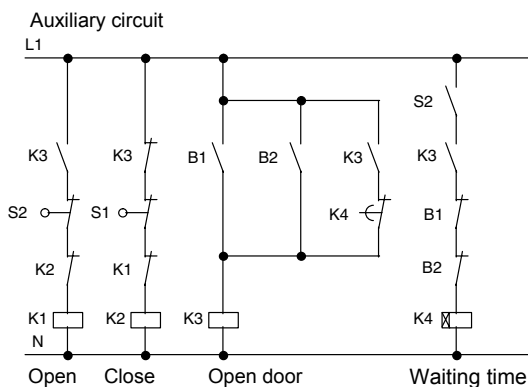 Auxiliary circuit
L1
S2
K3 K3 B1 B2 K3 K3
S2 S1 K4 B1
K2 K1 B2
K1 K2 K3 K4
N
Open Close Open door Waiting time